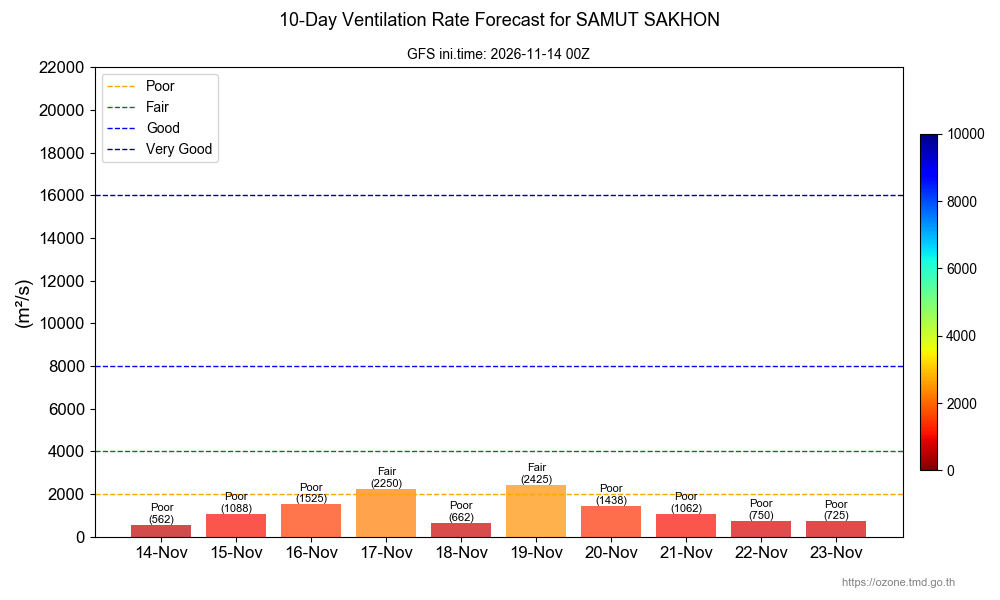 10-Day Ventilation Rate Forecast for SAMUT SAKHON
GFS ini.time: 2026-11-14 00Z
22000
20000
18000
16000
14000
12000
10000
8000
6000
4000
2000
0
(m²/s)
Poor
Fair
Good
Very Good
Poor
(562)
Poor
(1088)
Poor
(1525)
Fair
(2250)
Poor
(662)
Fair
(2425)
Poor
(1438)
Poor
(1062)
Poor
(750)
Poor
(725)
14-Nov
15-Nov
16-Nov
17-Nov
18-Nov
19-Nov
20-Nov
21-Nov
22-Nov
23-Nov
10000
8000
6000
4000
2000
0
https://ozone.tmd.go.th